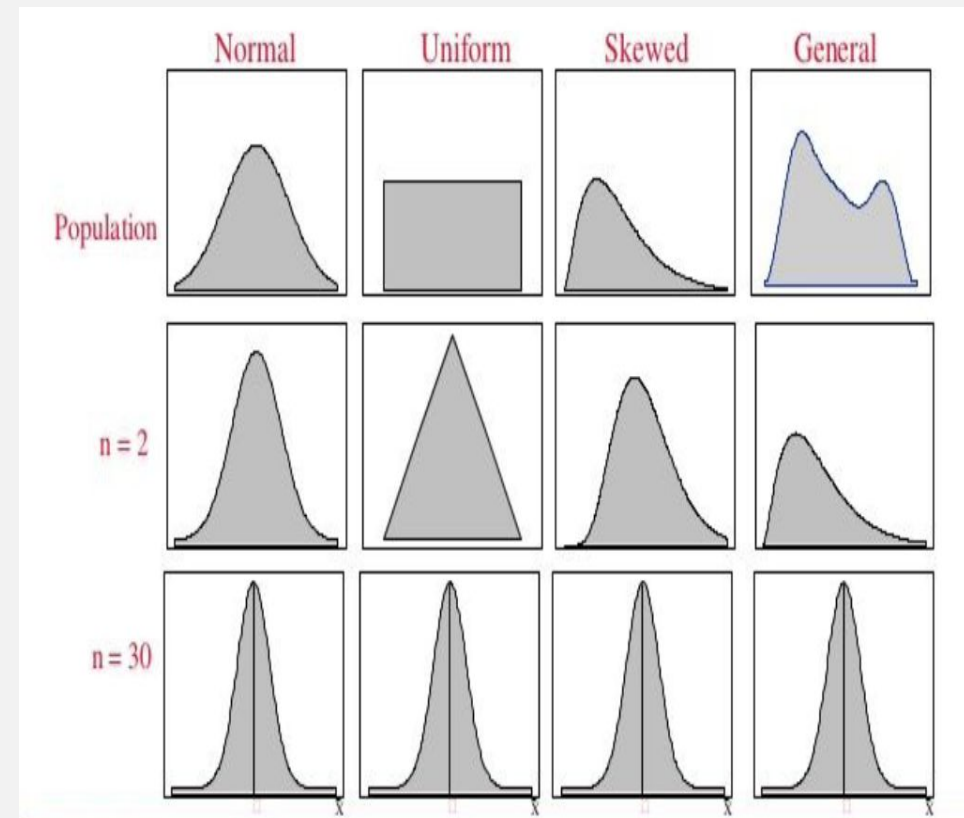 Normal Uniform Skewed General
Population
n = 2
n = 30
x x x x